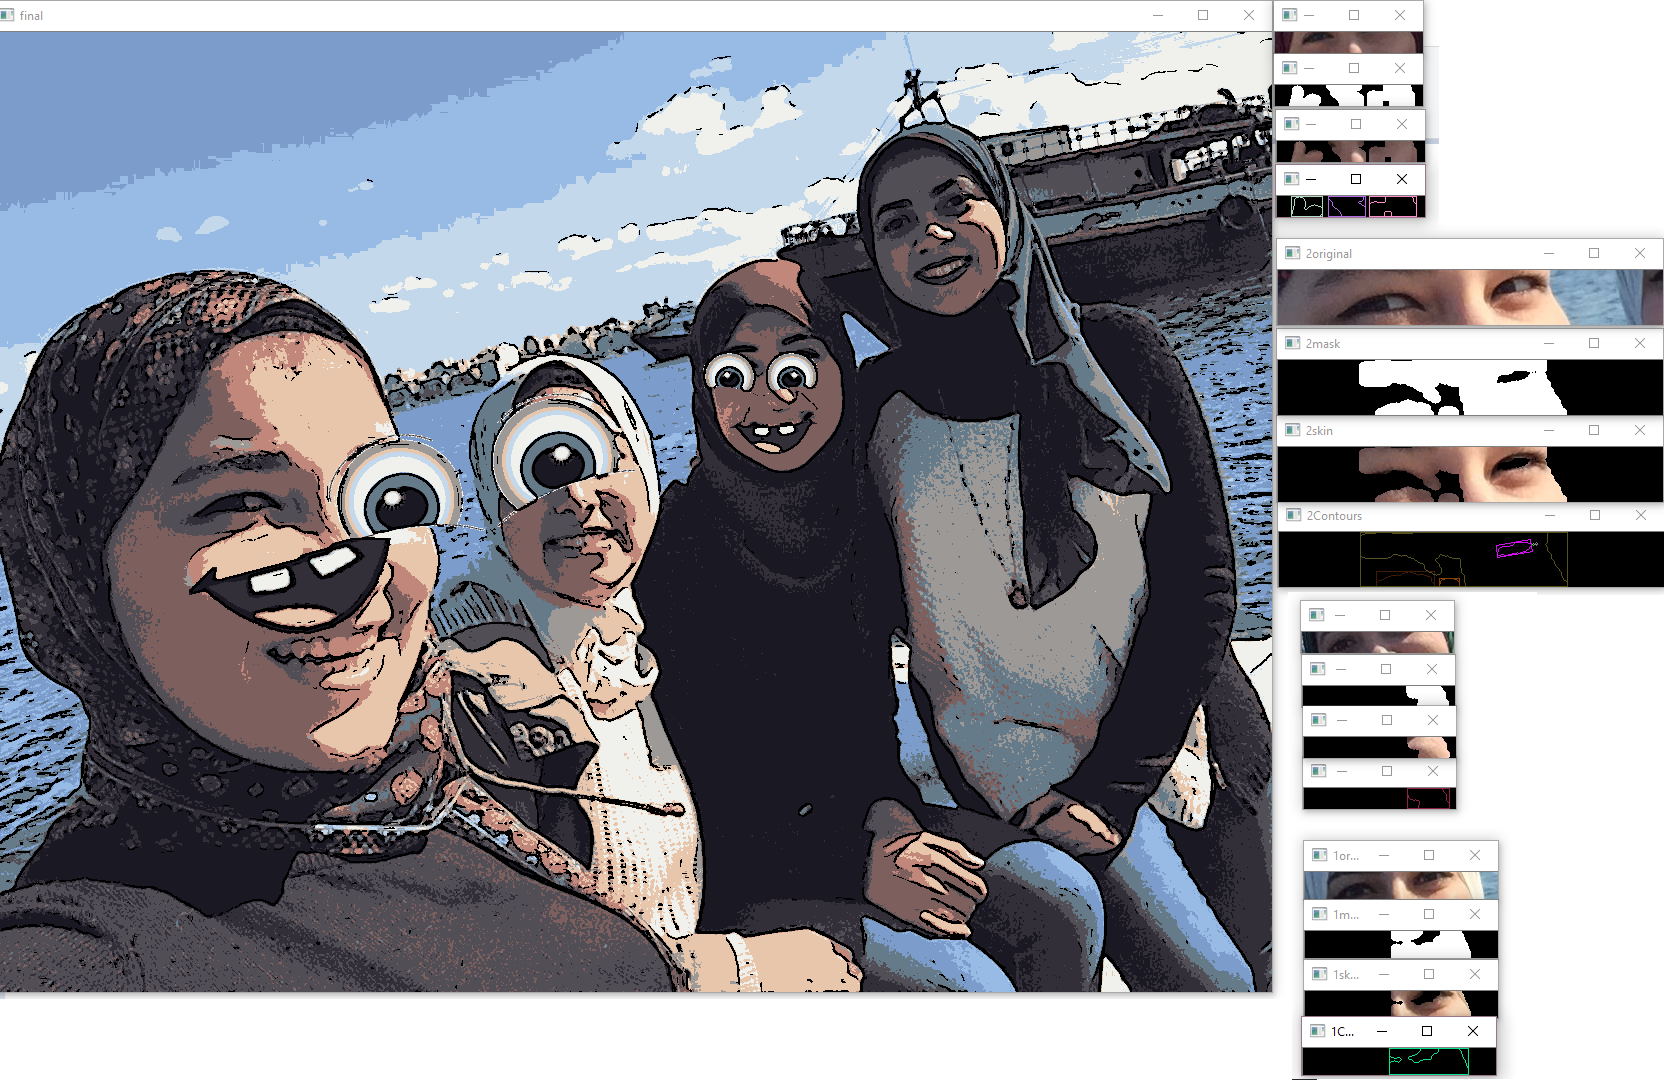 final
2original
2mask
2skin
2Contours
1or...
1m...
1sk...
1C...